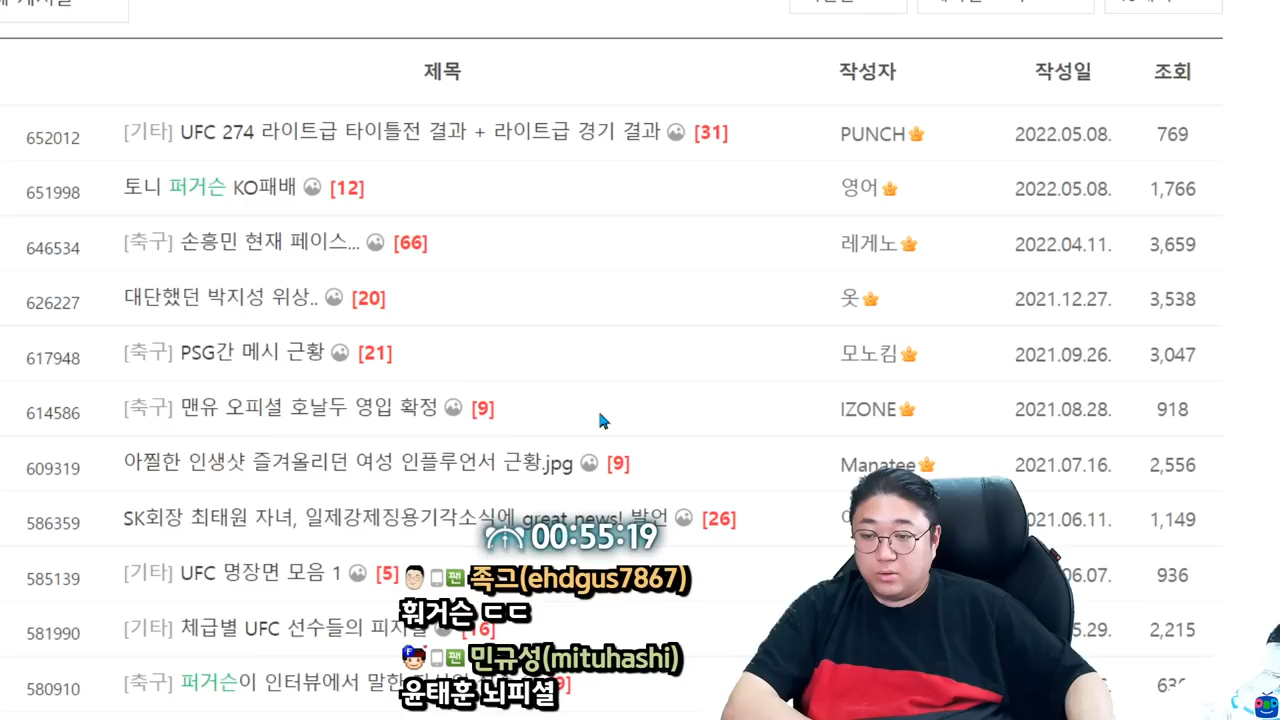 제목 작성자 작성일 조회
652012 [기타] UFC 274 라이트급 타이틀전 결과 + 라이트급 경기 결과 [31] PUNCH 2022.05.08. 769
651998 토니 퍼거슨 KO패배 [12] 영어 2022.05.08. 1,766
646534 [축구] 손흥민 현재 페이스... [66] 레게노 2022.04.11. 3,659
626227 대단했던 박지성 위상.. [20] 옷 2021.12.27. 3,538
617948 [축구] PSG간 메시 근황 [21] 모노킴 2021.09.26. 3,047
614586 [축구] 맨유 오피셜 호날두 영입 확정 [9] IZONE 2021.08.28. 918
609319 아찔한 인생샷 즐겨올리던 여성 인플루언서 근황.jpg [9] Manatee 2021.07.16. 2,556
586359 SK회장 최태원 자녀, 일제강제징용기각소식에 great news! 발언 [26] 021.06.11. 1,149
00:55:19
585139 [기타] UFC 명장면 모음 1 [5] 06.07. 936
족그(ehdgus7867)
훠거슨 ㄷㄷ
581990 [기타] 체급별 UFC 선수들의 [16] 5.29. 2,215
민규성(mituhashi)
580910 [축구] 퍼거슨이 인터뷰에서 말한
윤태훈 뇌피셜